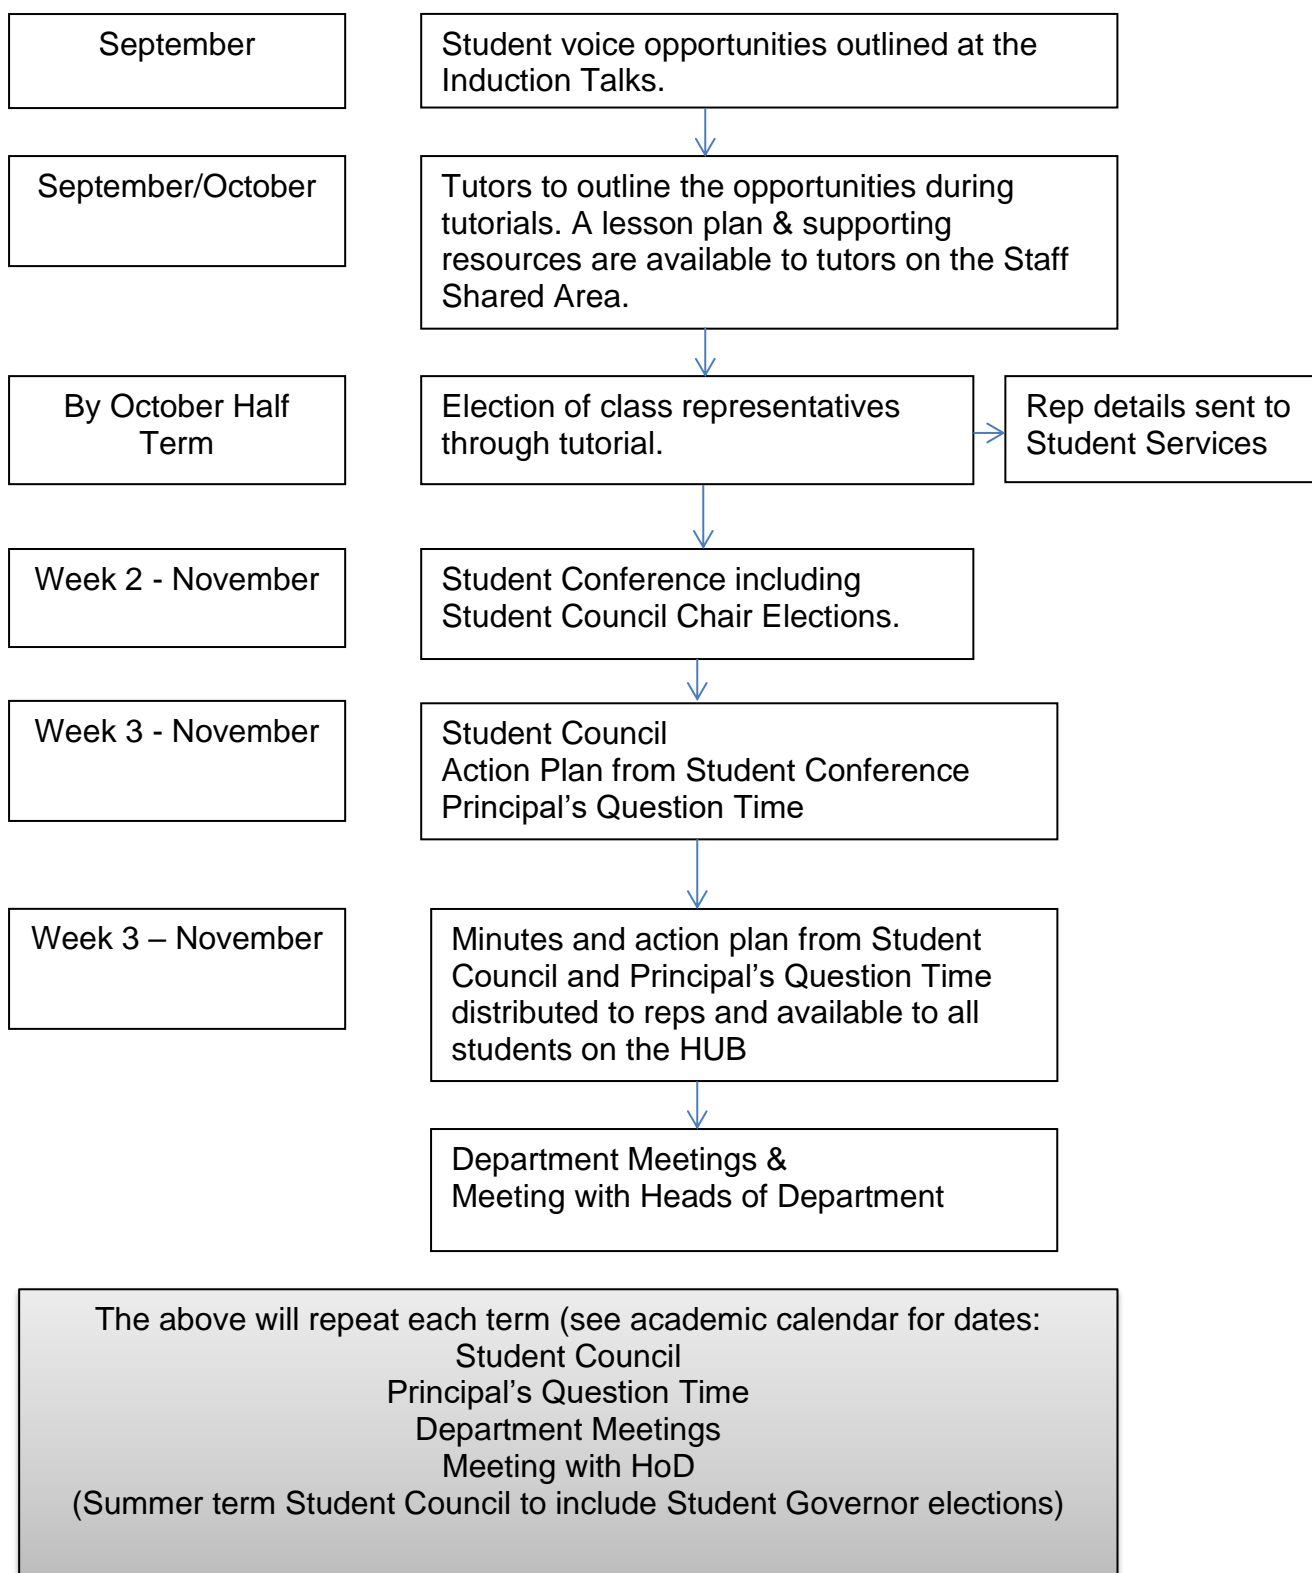 September
Student voice opportunities outlined at the
Induction Talks.
September/October
Tutors to outline the opportunities during
tutorials. A lesson plan & supporting
resources are available to tutors on the Staff
Shared Area.
By October Half
Term
Election of class representatives
through tutorial.
Rep details sent to
Student Services
Week 2 - November
Student Conference including
Student Council Chair Elections.
Week 3 - November
Student Council
Action Plan from Student Conference
Principal’s Question Time
Week 3 – November
Minutes and action plan from Student
Council and Principal’s Question Time
distributed to reps and available to all
students on the HUB
Department Meetings &
Meeting with Heads of Department
The above will repeat each term (see academic calendar for dates:
Student Council
Principal’s Question Time
Department Meetings
Meeting with HoD
(Summer term Student Council to include Student Governor elections)